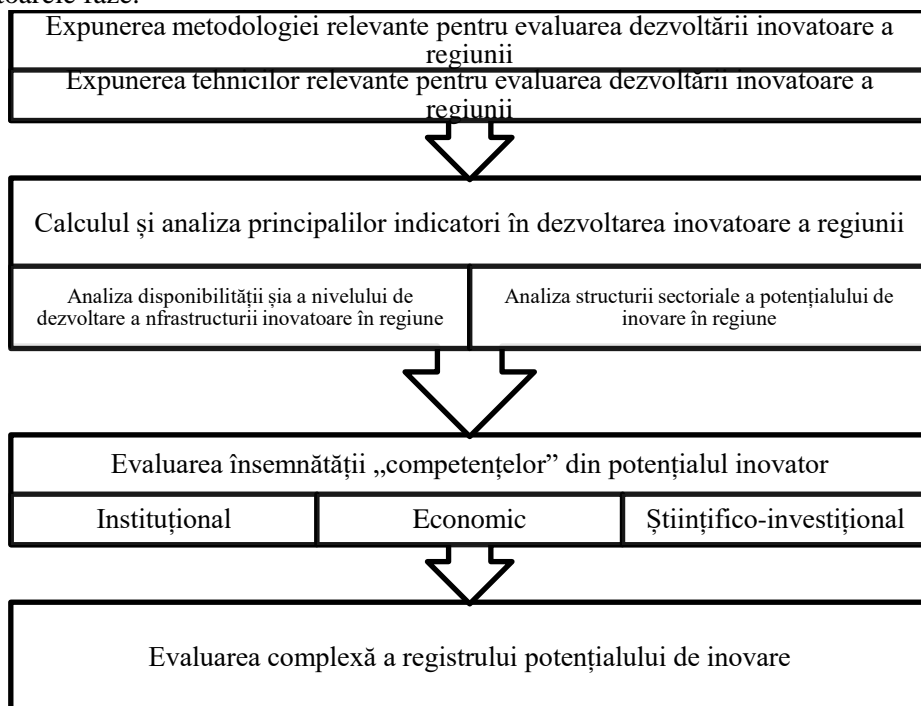 toarele faze:
Expunerea metodologiei relevante pentru evaluarea dezvoltării inovatoare a
regiunii
Expunerea tehnicilor relevante pentru evaluarea dezvoltării inovatoare a
regiunii
Calculul și analiza principalilor indicatori în dezvoltarea inovatoare a regiunii
Analiza disponibilității șia a nivelului de
dezvoltare a nfrastructurii inovatoare în regiune
Analiza structurii sectoriale a potențialului de
inovare în regiune
Evaluarea însemnătății „competențelor” din potențialul inovator
Instituțional
Economic
Științifico-investițional
Evaluarea complexă a registrului potențialului de inovare